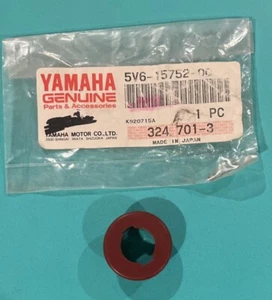 YAMAHA
GENUINE
Parts & Accessories
YAMAHA MOTOR CO., LTD.
5V6-15752-00
KH20715A
1 PC
324 701-3
MADE IN JAPAN